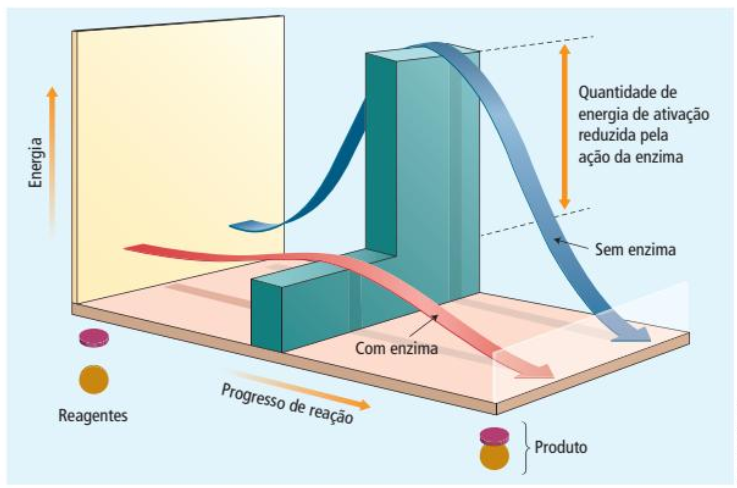 Energia
Quantidade de
energia de ativação
reduzida pela
ação da enzima
Sem enzima
Com enzima
Progresso de reação
Reagentes
Produto